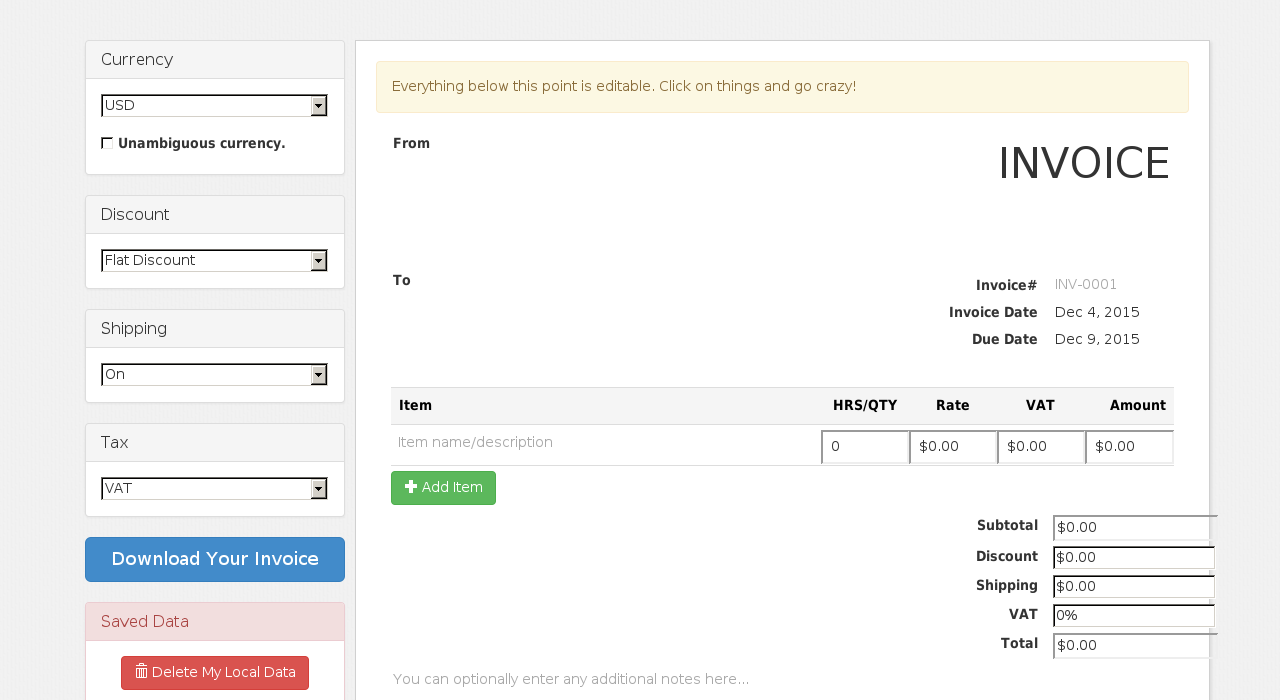 Currency
USD
Unambiguous currency.
Discount
Flat Discount
Shipping
On
Tax
VAT
Download Your Invoice
Saved Data
Delete My Local Data
Everything below this point is editable. Click on things and go crazy!
From
INVOICE
To
Invoice# INV-0001
Invoice Date Dec 4, 2015
Due Date Dec 9, 2015
Item HRS/QTY Rate VAT Amount
Item name/description 0 $0.00 $0.00 $0.00
Add Item
Subtotal $0.00
Discount $0.00
Shipping $0.00
VAT 0%
Total $0.00
You can optionally enter any additional notes here...